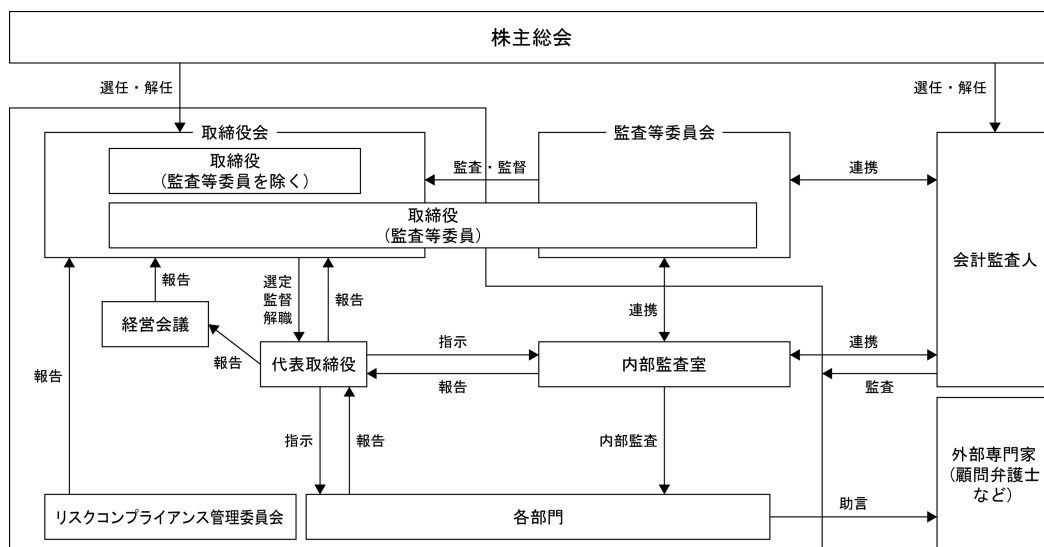 株主総会
選任・解任
選任・解任
取締役会
監査等委員会
取締役
(監査等委員を除く)
監査・監督
連携
取締役
(監査等委員)
会計監査人
報告
選定
監督
解職
報告
連携
経営会議
報告
代表取締役
指示
報告
内部監査室
連携
監査
報告
指示
報告
内部監査
外部専門家
(顧問弁護士
など)
リスクコンプライアンス管理委員会
各部門
助言